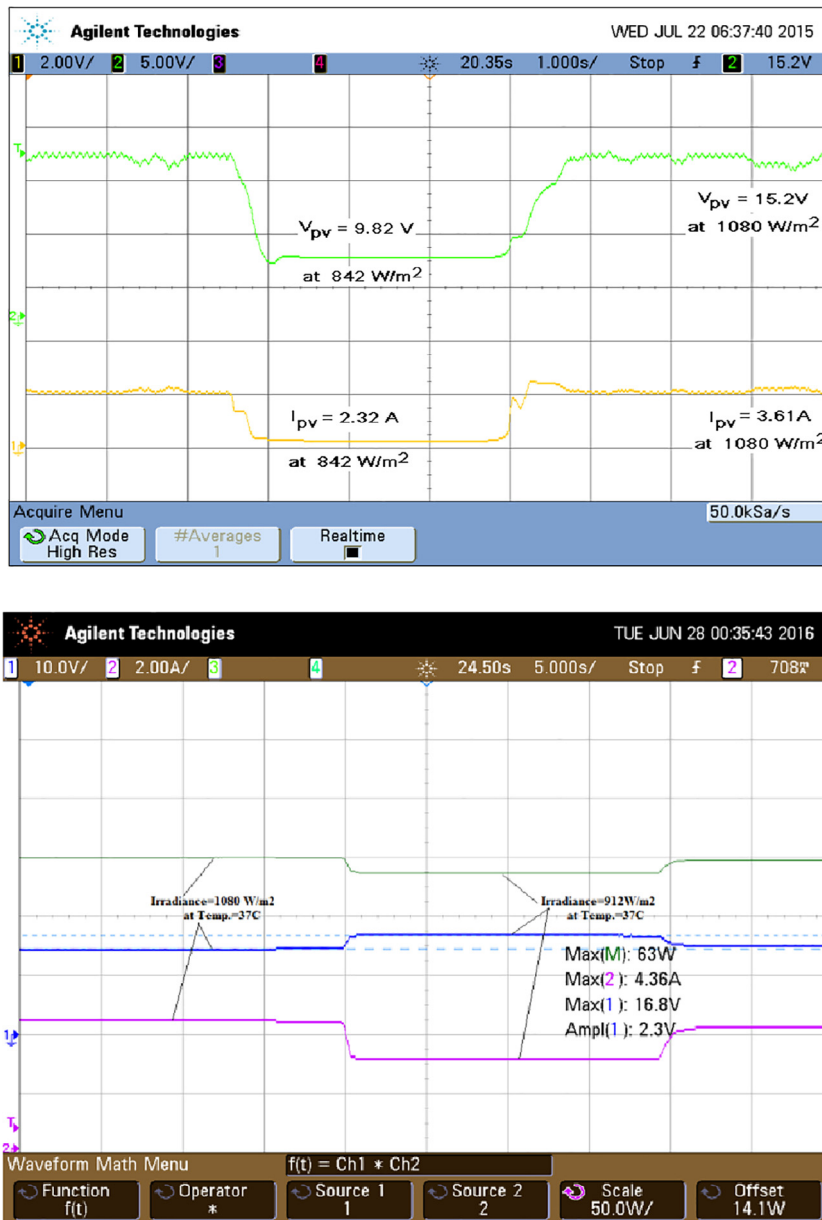 Agilent Technologies WED JUL 22 06:37:40 2015
1 2.00V/ 2 5.00V/ 3 4 20.35s 1.000s/ Stop 2 15.2V
T
Vpv = 15.2V
at 1080 W/m2
Vpv = 9.82 V
at 842 W/m2
2
Ipv = 2.32 A
at 842 W/m2
Ipv = 3.61A
at 1080 W/m2
1
Acquire Menu 50.0kSa/s
Acq Mode #Averages Realtime
High Res 1
Agilent Technologies TUE JUN 28 00:35:43 2016
1 10.0V/ 2 2.00A/ 3 4 24.50s 5.000s/ Stop 2 708
Irradiance=1080 W/m2
at Temp.=37C
Irradiance=912W/m2
at Temp.=37C
Max(M): 63W
Max(2): 4.36A
Max(1): 16.8V
Ampl(1): 2.3V
1
T
2
Waveform Math Menu f(t) = Ch1 * Ch2
Function Operator Source 1 Source 2 Scale Offset
f(t) * 1 2 50.0W/ 14.1W